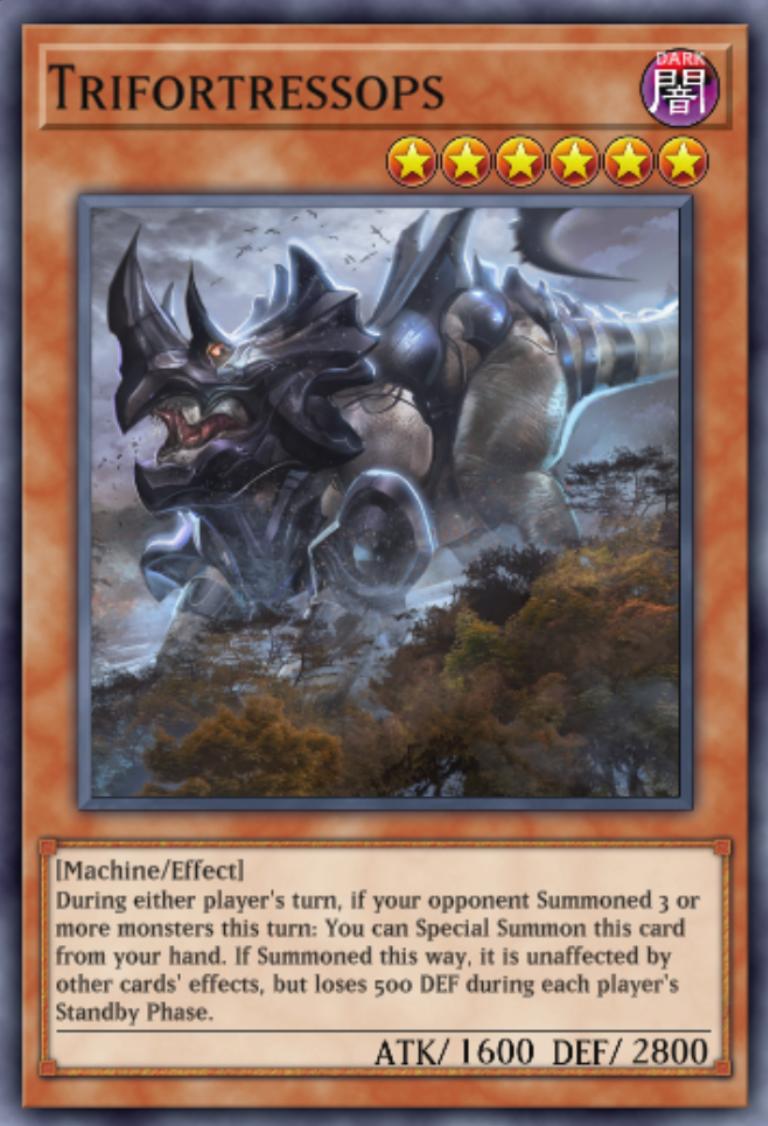 TRIFORTRESSOPS
DARK
闇
[Machine/Effect]
During either player's turn, if your opponent Summoned 3 or
more monsters this turn: You can Special Summon this card
from your hand. If Summoned this way, it is unaffected by
other cards' effects, but loses 500 DEF during each player's
Standby Phase.
ATK/ 1600 DEF/ 2800